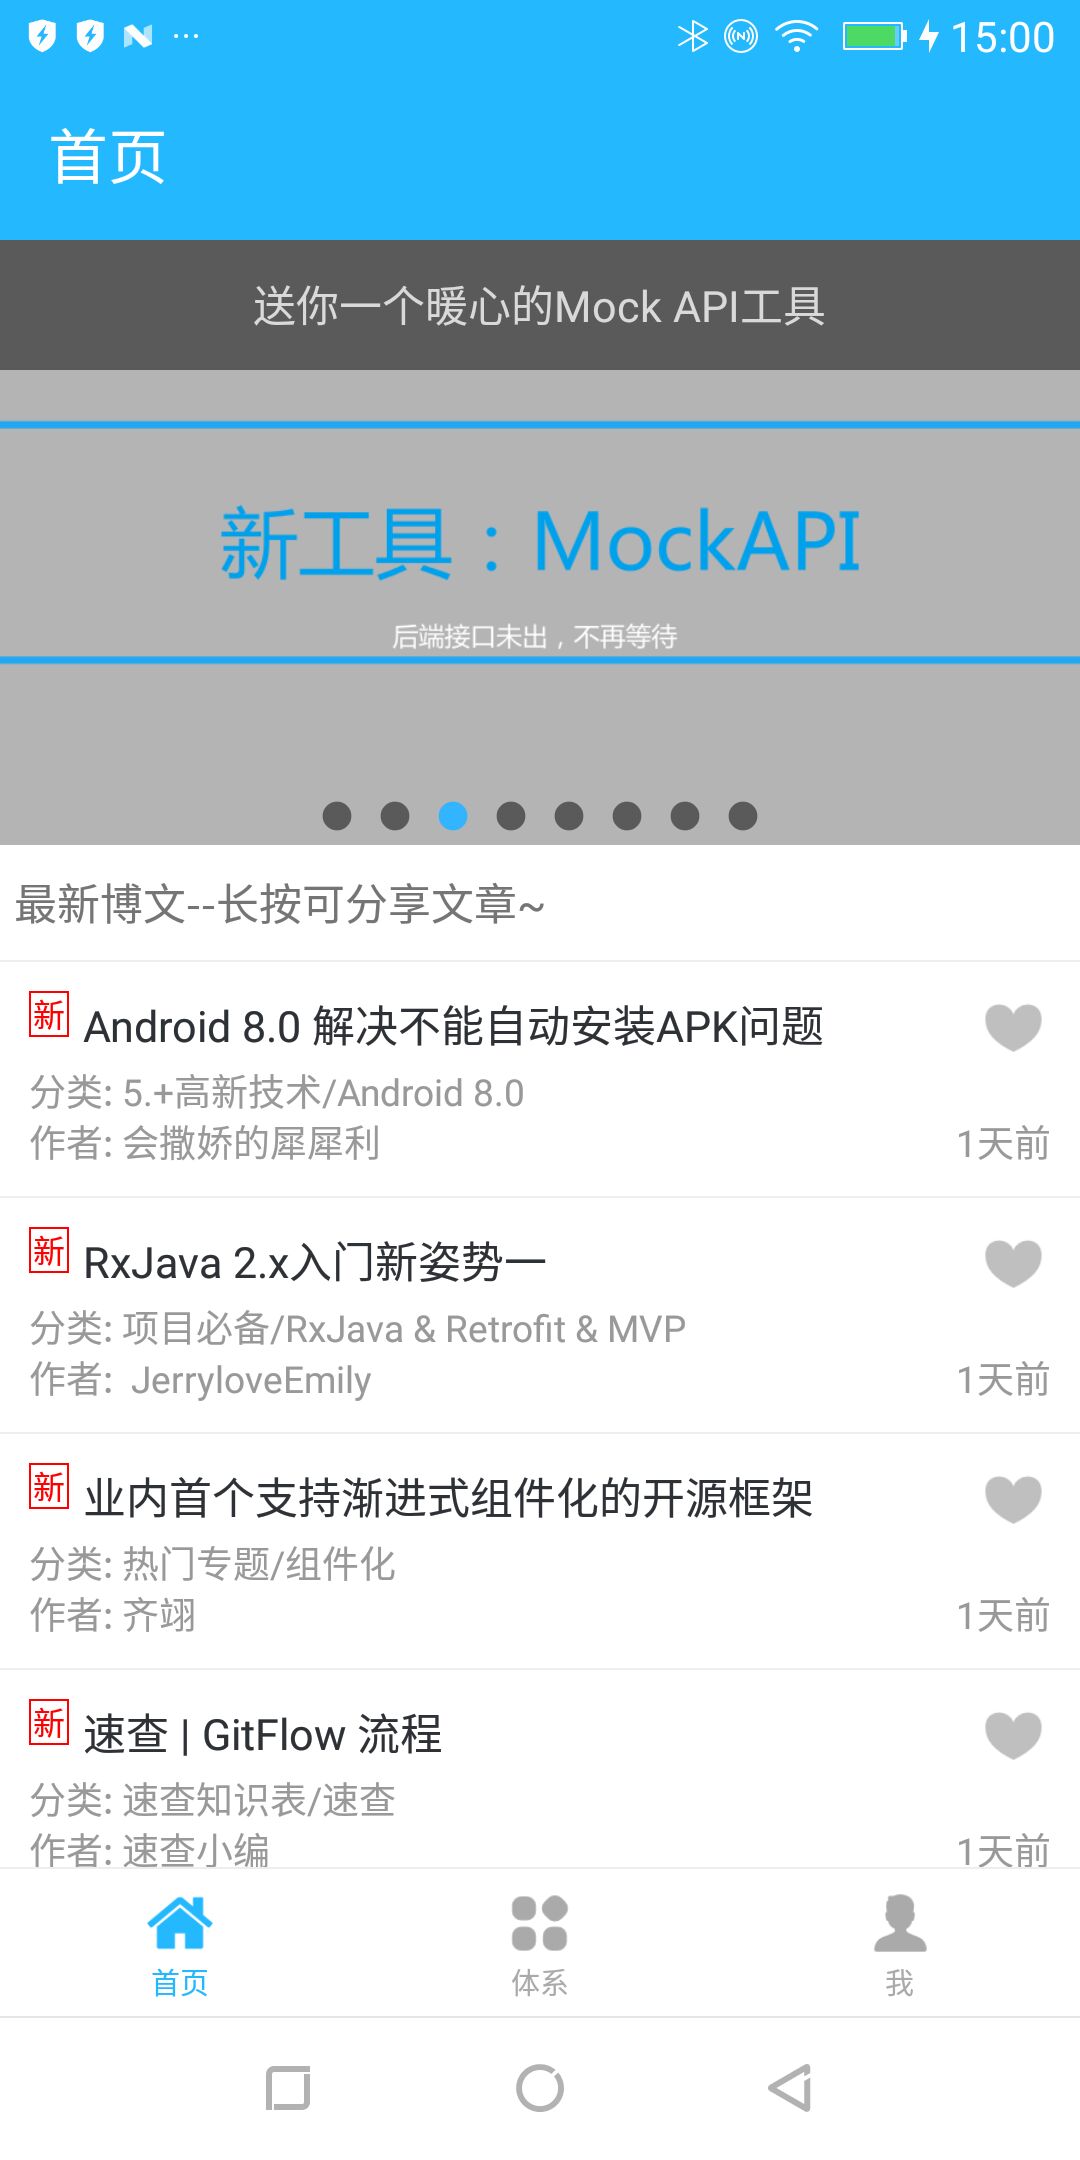 15:00
首页
送你一个暖心的Mock API工具
新工具：MockAPI
后端接口未出，不再等待
最新博文--长按可分享文章~
新 Android 8.0 解决不能自动安装APK问题
分类: 5.+高新技术/Android 8.0
作者: 会撒娇的犀犀利 1天前
新 RxJava 2.x入门新姿势一
分类: 项目必备/RxJava & Retrofit & MVP
作者: JerryloveEmily 1天前
新 业内首个支持渐进式组件化的开源框架
分类: 热门专题/组件化
作者: 齐翊 1天前
新 速查 | GitFlow 流程
分类: 速查知识表/速查
作者: 速查小编 1天前
首页 体系 我